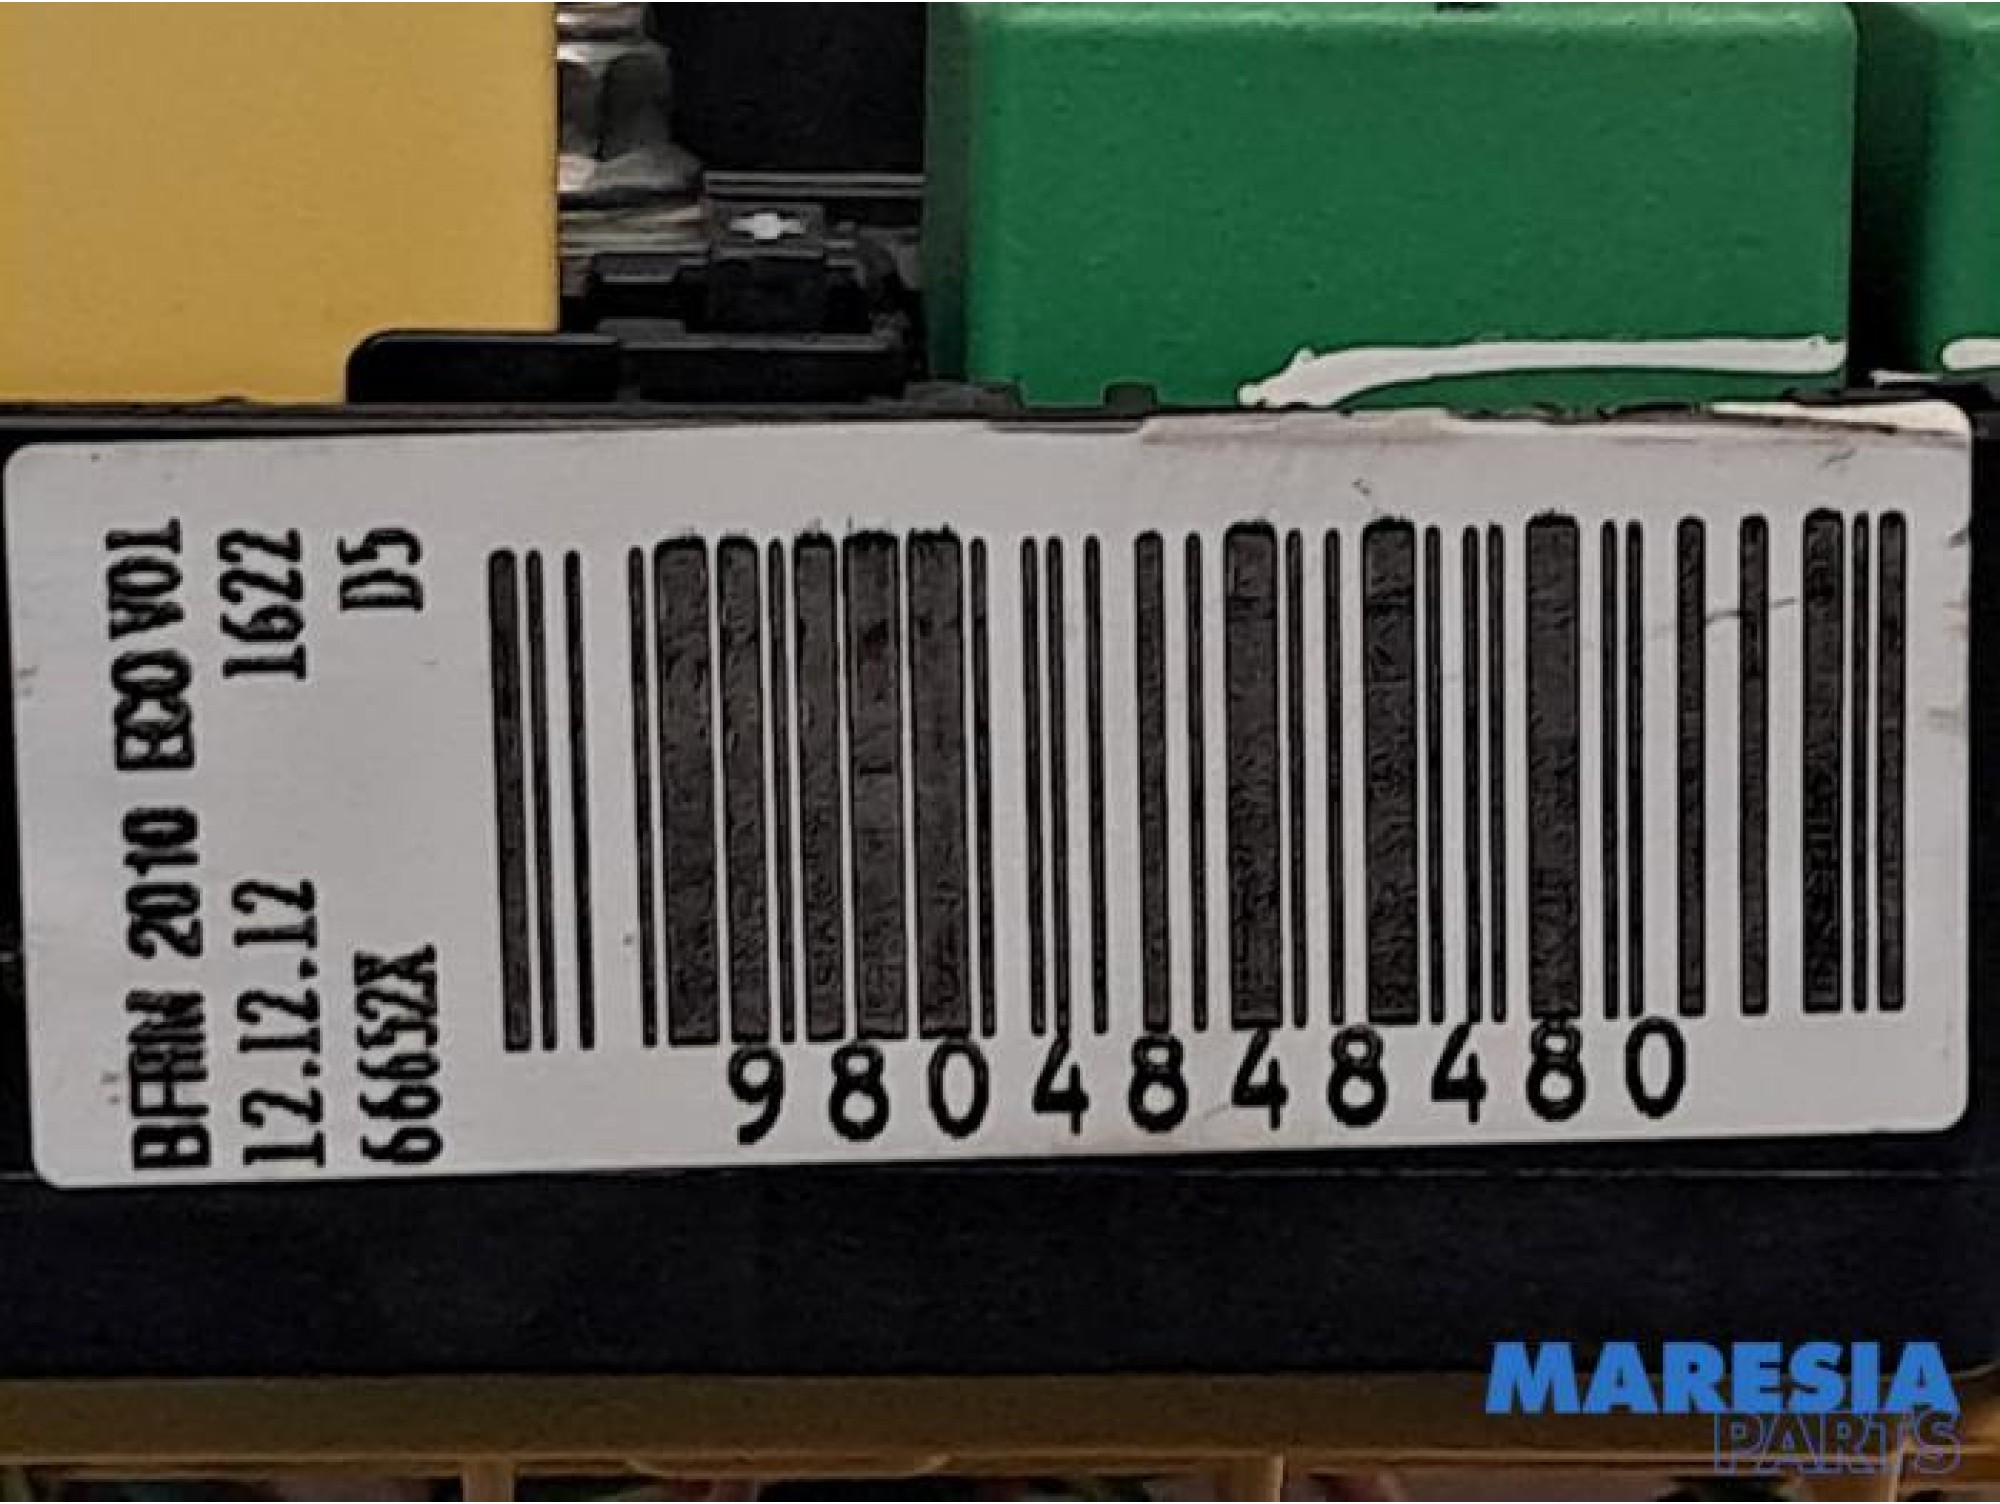 BFRM 2010 ECO V01
12.12.12 1622
66652X D5
9804848480
MARESIA
PARTS